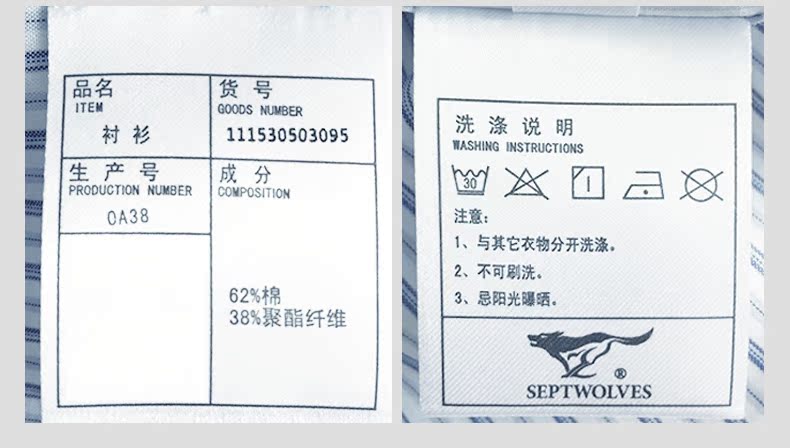 品名
ITEM
衬衫
货号
GOODS NUMBER
111530503095
生产号
PRODUCTION NUMBER
0A38
成分
COMPOSITION
62%棉
38%聚酯纤维
洗涤说明
WASHING INSTRUCTIONS
30
注意:
1、与其它衣物分开洗涤。
2、不可刷洗。
3、忌阳光曝晒。
®
SEPTWOLVES